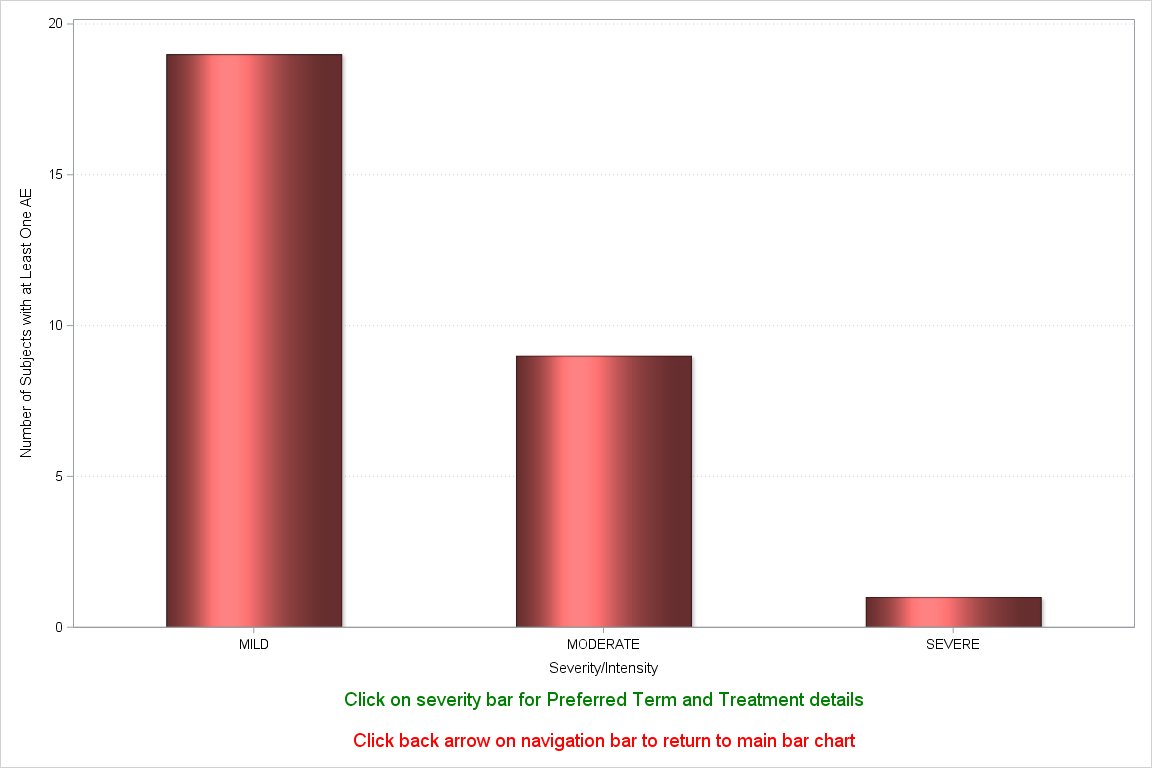 20
15
10
5
0
Number of Subjects with at Least One AE
MILD
MODERATE
SEVERE
Severity/Intensity
Click on severity bar for Preferred Term and Treatment details
Click back arrow on navigation bar to return to main bar chart